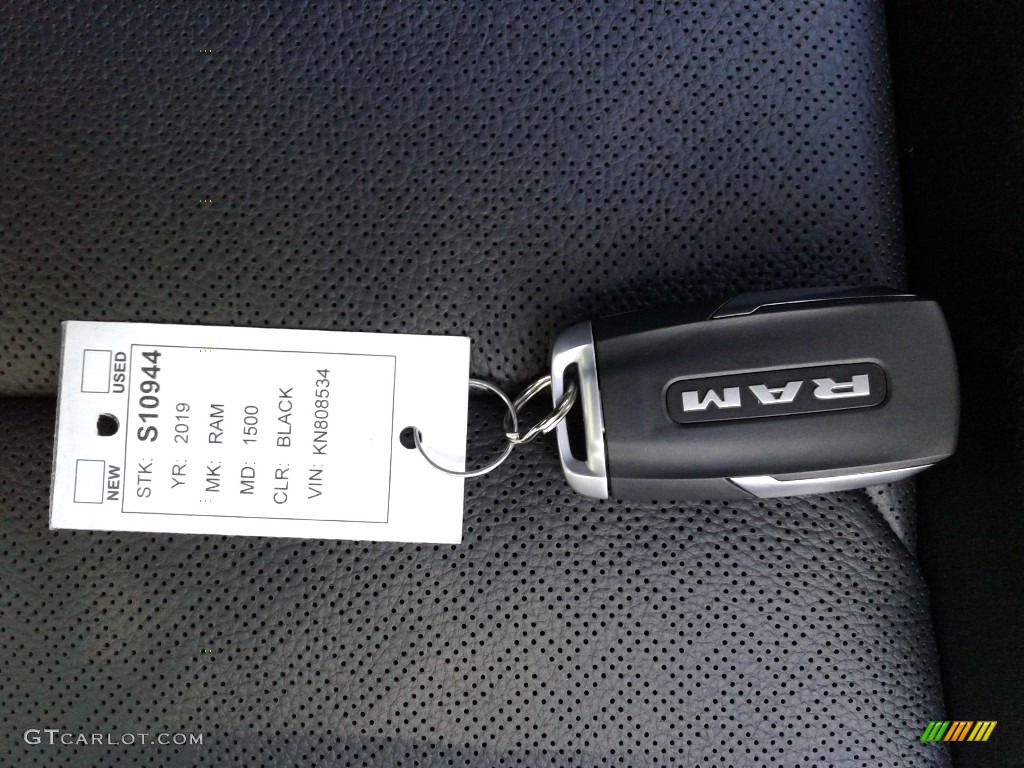 USED
NEW
STK: S10944
YR: 2019
MK: RAM
MD: 1500
CLR: BLACK
VIN: KN808534
RAM
GTCARLOT.COM